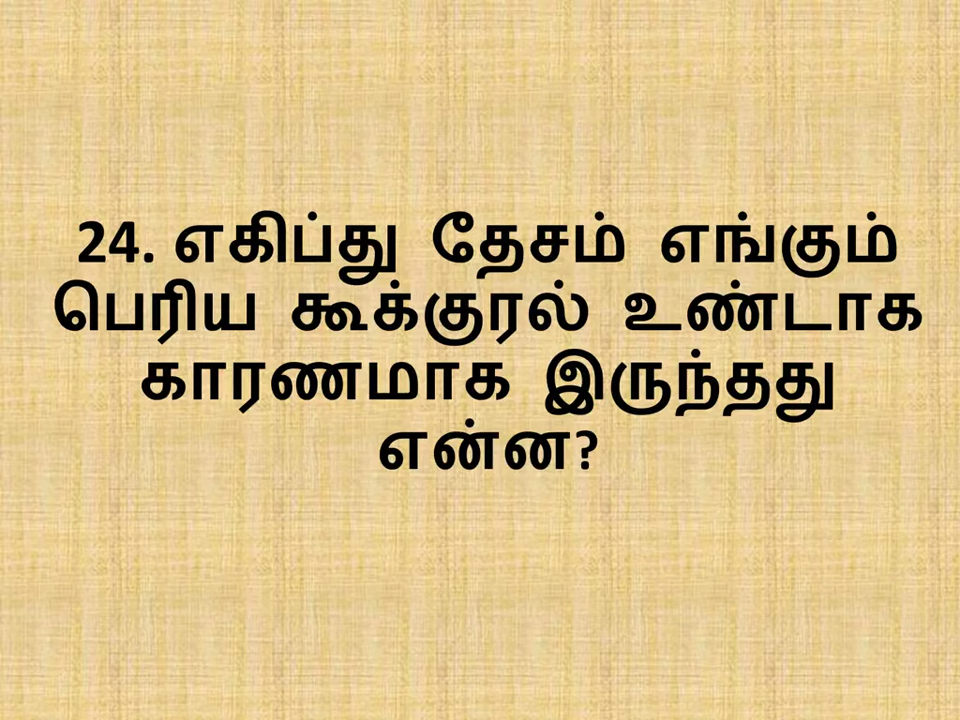 24. எகிப்து தேசம் எங்கும்
பெரிய கூக்குரல் உண்டாக
காரணமாக இருந்தது
என்ன?